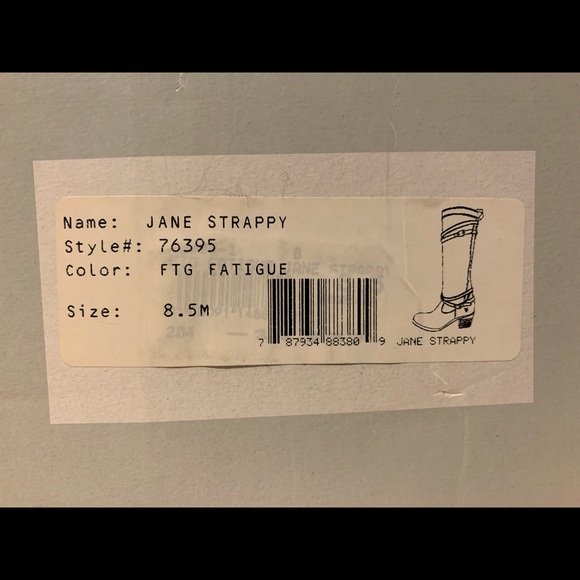 Name: JANE STRAPPY
Style#: 76395
Color: FTG FATIGUE
Size: 8.5M
7 87934 88380 9
JANE STRAPPY